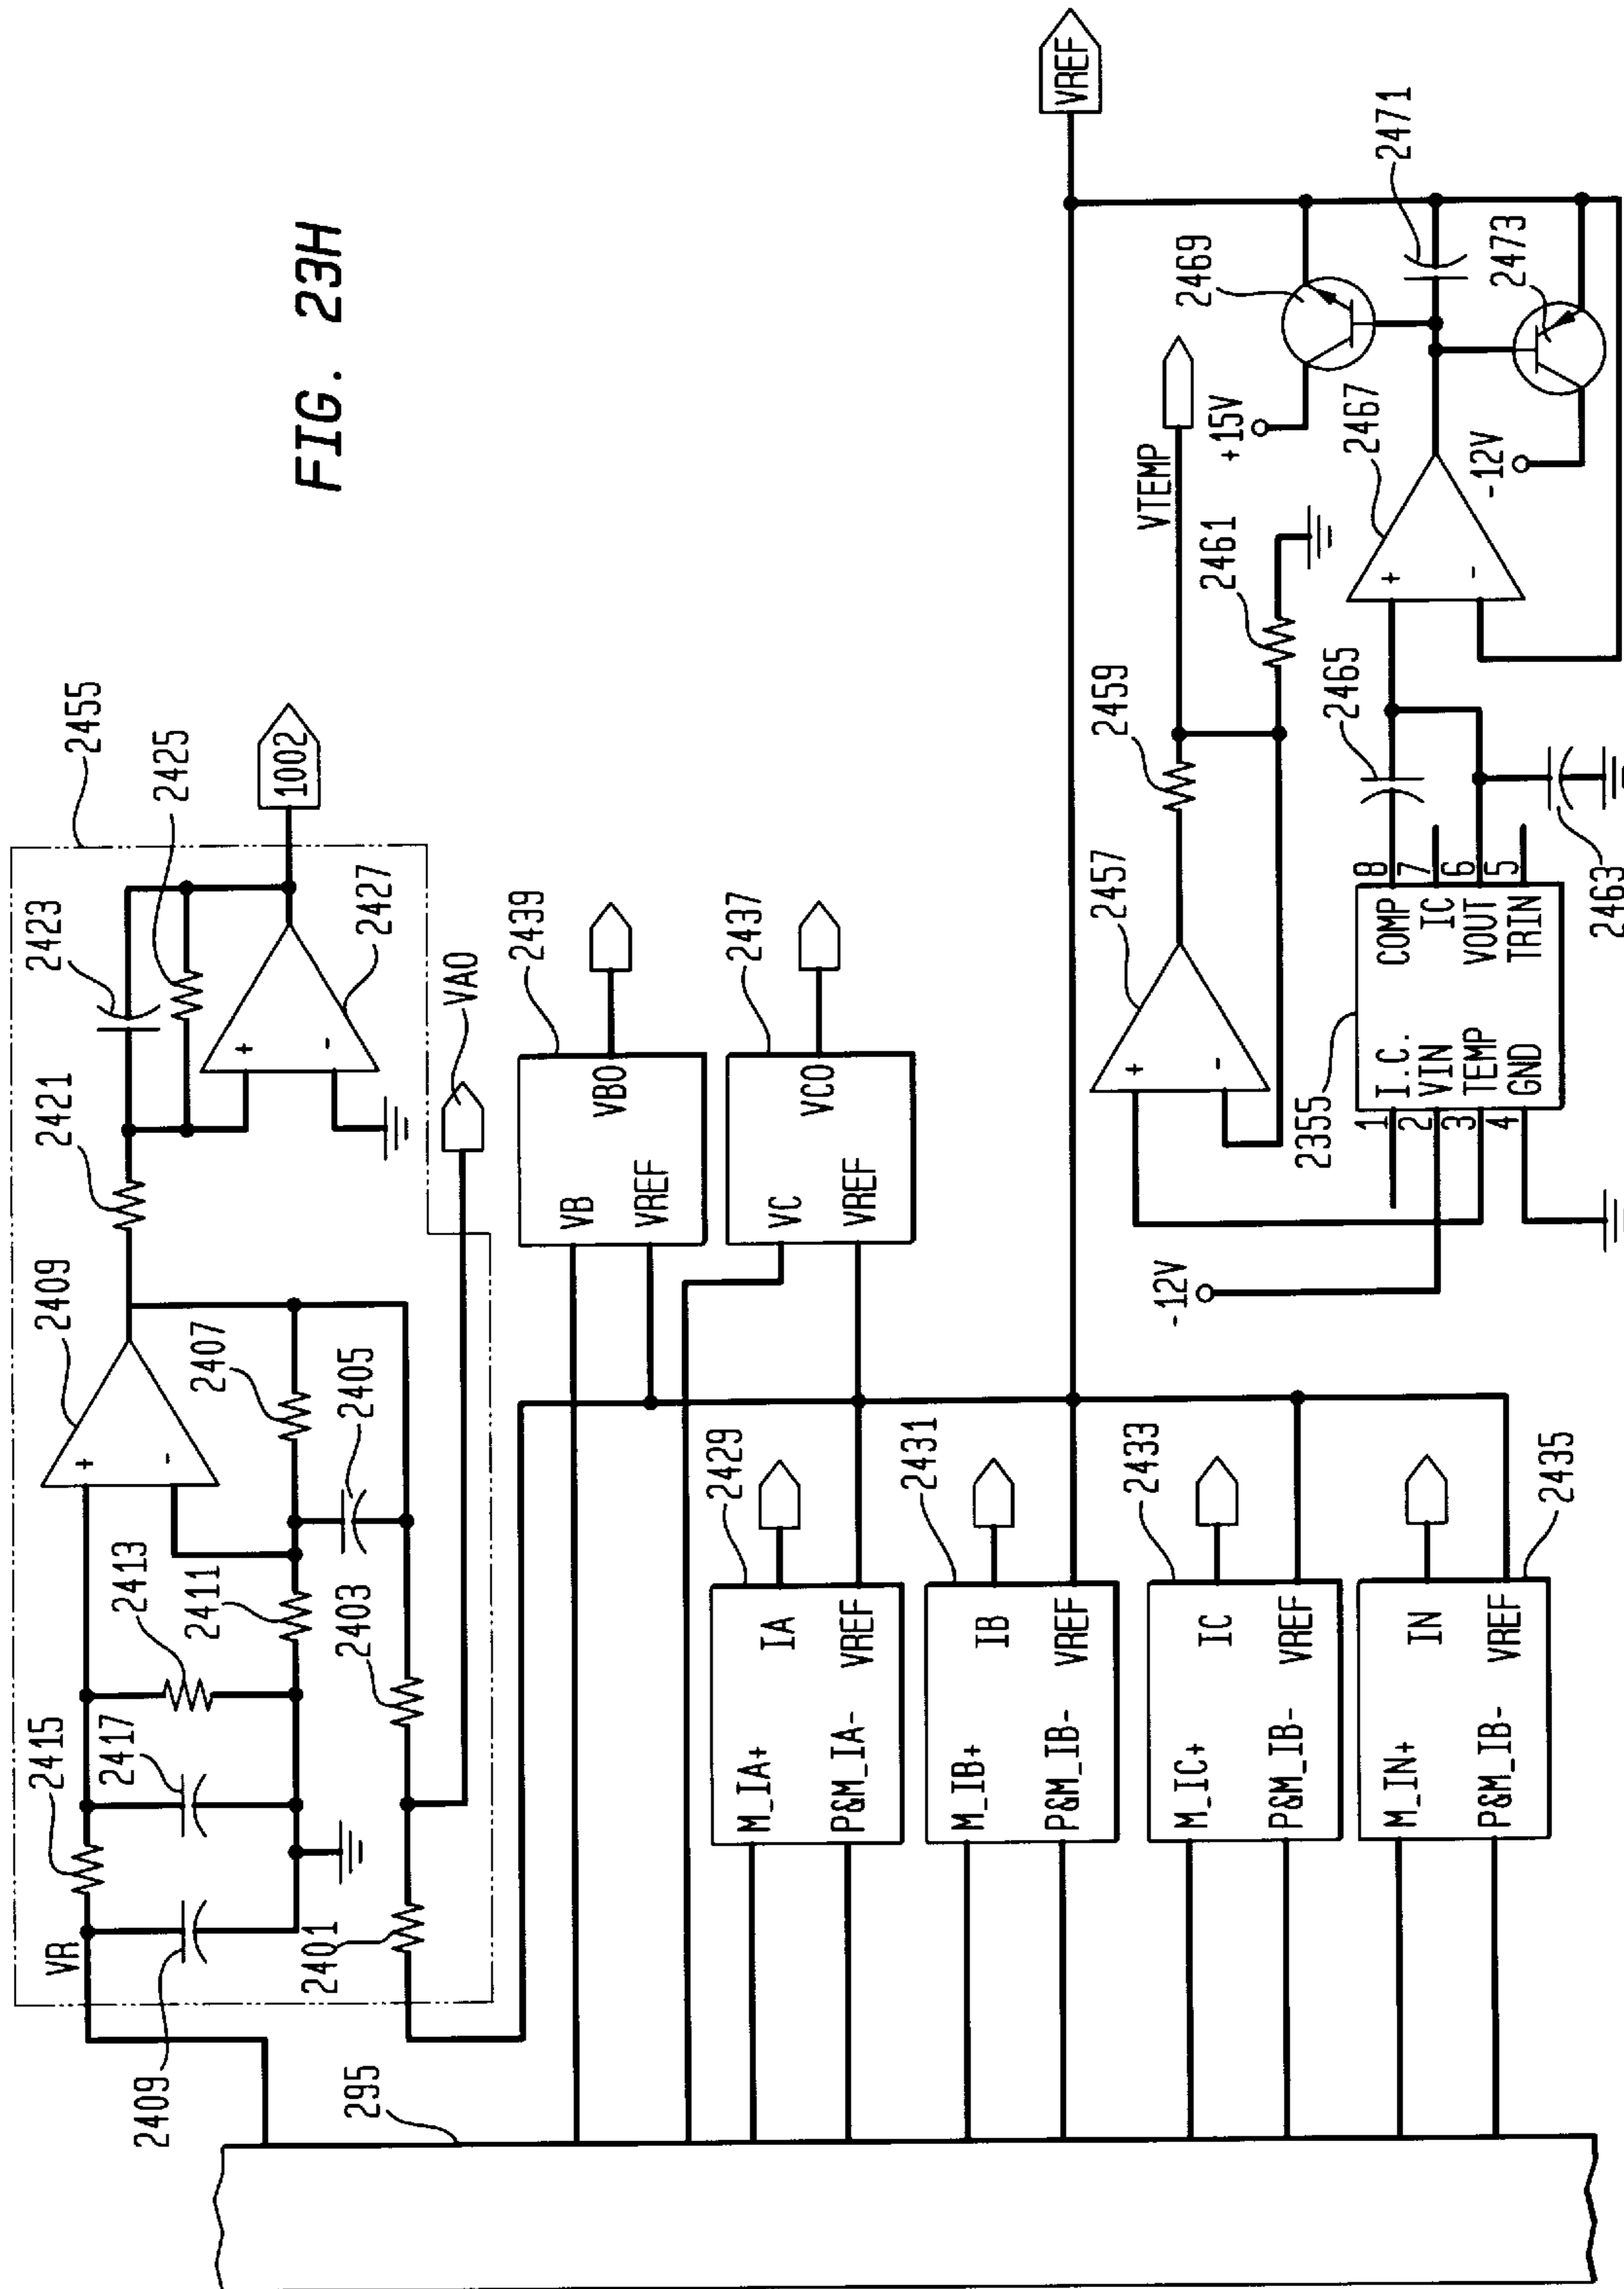 FIG. 23H
2455
2423
2425
2421
2409
1002
2427
VAO
2415
2417
2413
2411
2407
2405
2403
2401
VR
2409
+
-
+
-
295
2439
VB
VBO
VREF
2437
VC
VCO
VREF
2429
M_IA+
IA
P&M_IA-
VREF
2431
M_IB+
IB
P&M_IB-
VREF
2433
M_IC+
IC
P&M_IB-
VREF
2435
M_IN+
IN
P&M_IB-
VREF
VREF
2457
+
-
2459
VTEMP
2461
2469
+15V
2471
2473
-12V
2467
+
-
2465
2463
2355
-12V
1
I.C.
COMP
8
2
VIN
IC
7
3
TEMP
VOUT
6
4
GND
TRIN
5